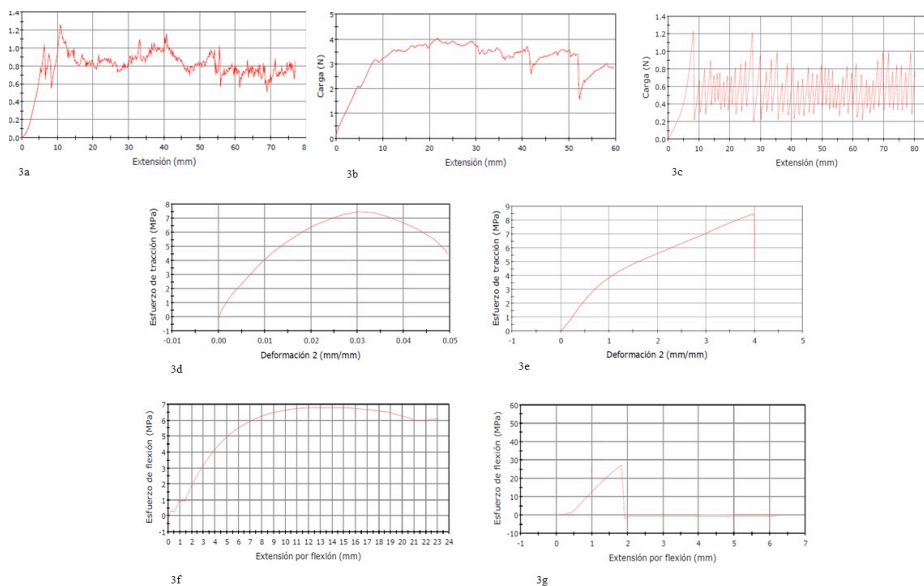 1.4
1.2
1.0
0.8
0.6
0.4
0.2
0.0
0 10 20 30 40 50 60 70 8
Extensión (mm)
3a
Carga (N)
5
4
3
2
1
0
0 10 20 30 40 50 60
Extensión (mm)
3b
Carga (N)
1.4
1.2
1.0
0.8
0.6
0.4
0.2
0.0
0 10 20 30 40 50 60 70 80
Extensión (mm)
3c
Esfuerzo de tracción (MPa)
8
7
6
5
4
3
2
1
0
-1
-0.01 0.00 0.01 0.02 0.03 0.04 0.05
Deformación 2 (mm/mm)
3d
Esfuerzo de tracción (MPa)
9
8
7
6
5
4
3
2
1
0
-1
-1 0 1 2 3 4 5
Deformación 2 (mm/mm)
3e
Esfuerzo de flexión (MPa)
7
6
5
4
3
2
1
0
0 1 2 3 4 5 6 7 8 9 10 11 12 13 14 15 16 17 18 19 20 21 22 23 24
Extensión por flexión (mm)
3f
Esfuerzo de flexión (MPa)
60
50
40
30
20
10
0
-10
-1 0 1 2 3 4 5 6 7
Extensión por flexión (mm)
3g